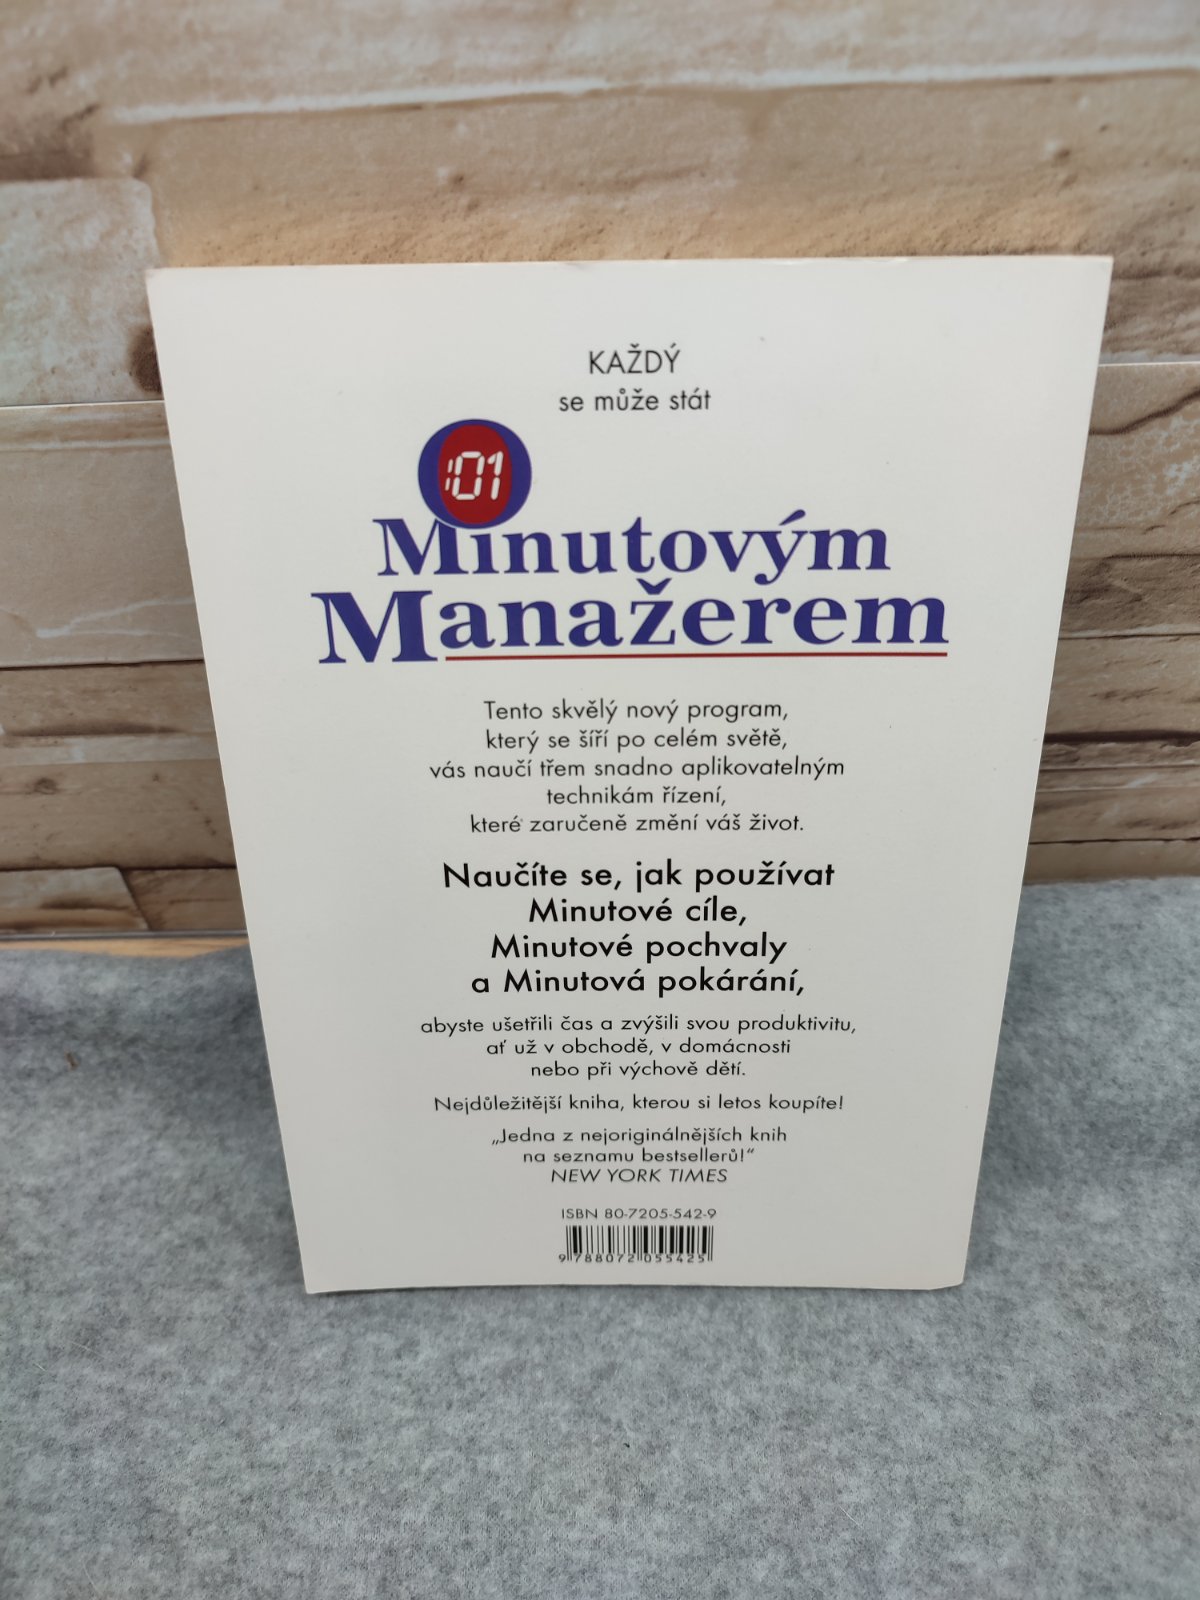 KAŽDÝ
se může stát
:01
Minutovým
Manažerem
Tento skvělý nový program,
který se šíří po celém světě,
vás naučí třem snadno aplikovatelným
technikám řízení,
které zaručeně změní váš život.
Naučíte se, jak používat
Minutové cíle,
Minutové pochvaly
a Minutová pokárání,
abyste ušetřili čas a zvýšili svou produktivitu,
ať už v obchodě, v domácnosti
nebo při výchově dětí.
Nejdůležitější kniha, kterou si letos koupíte!
„Jedna z nejoriginálnějších knih
na seznamu bestsellerů!“
NEW YORK TIMES
ISBN 80-7205-542-9
9 788072 055425